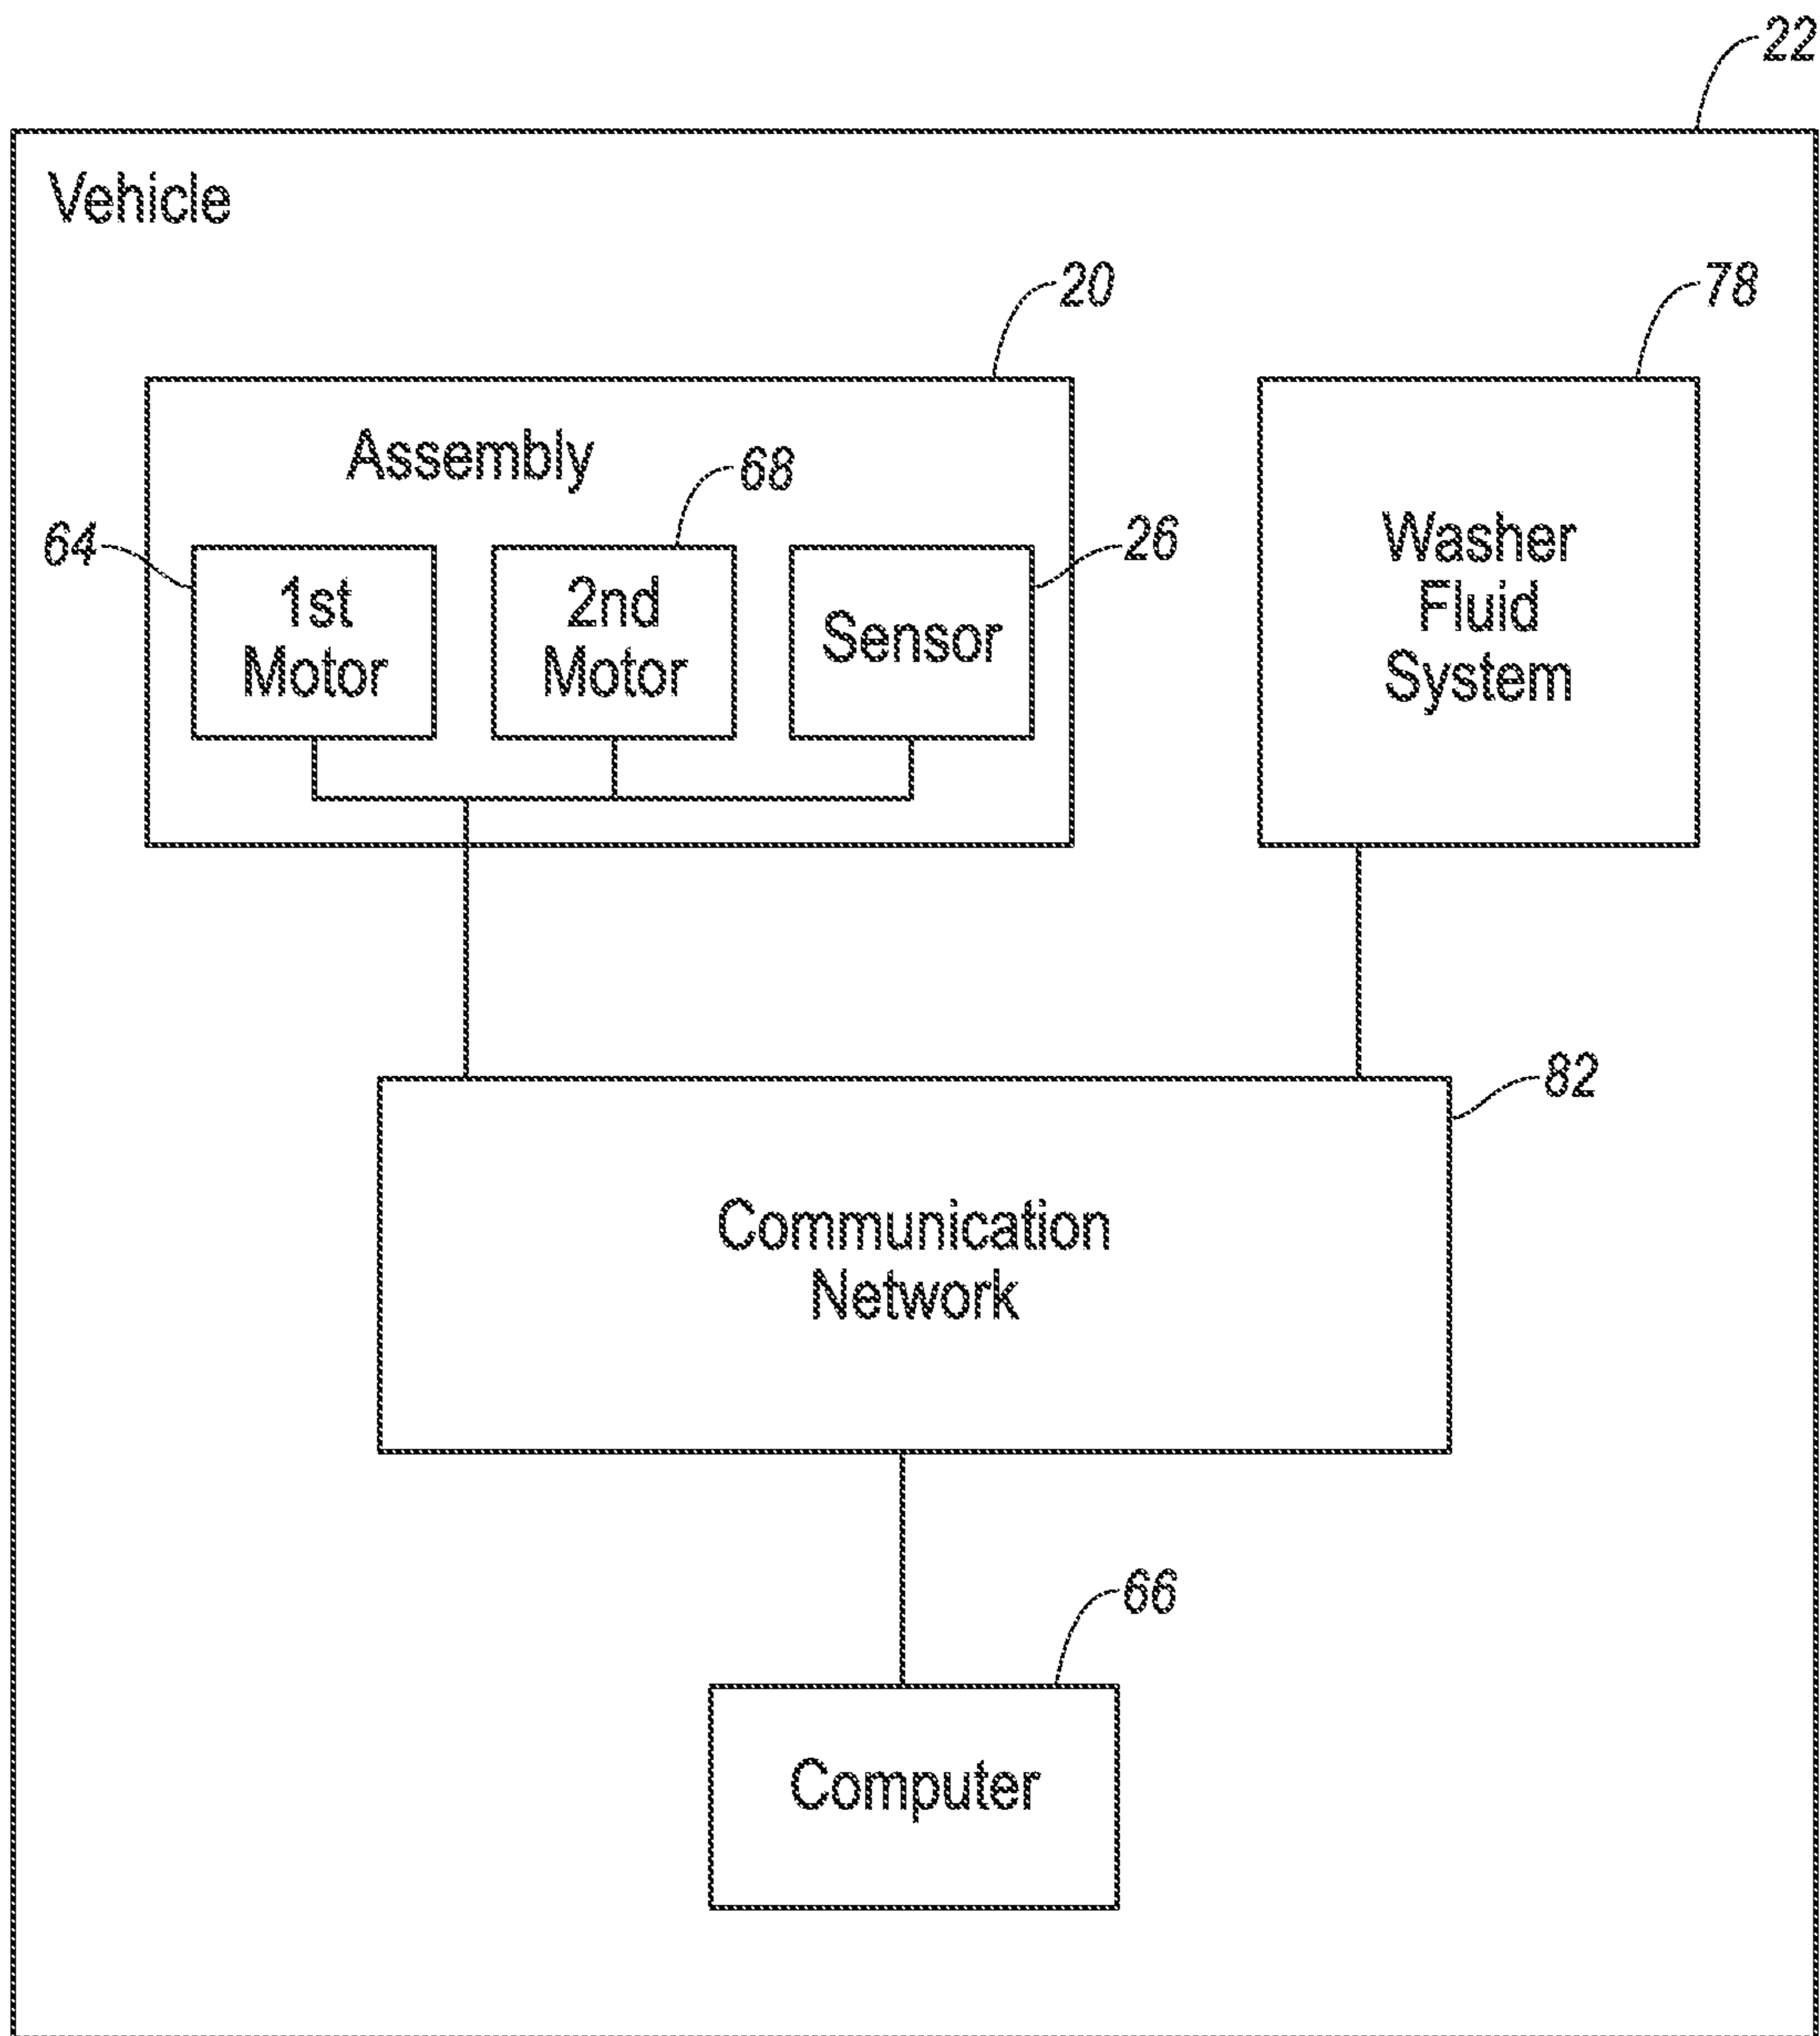 22
Vehicle
20
78
Assembly
68
64
26
1st
Motor
2nd
Motor
Sensor
Washer
Fluid
System
82
Communication
Network
66
Computer